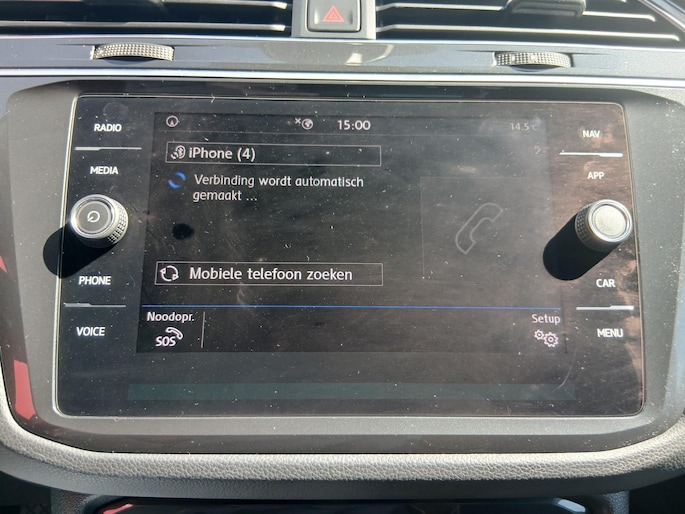 RADIO
MEDIA
PHONE
VOICE
15:00
14.5°C
iPhone (4)
Verbinding wordt automatisch
gemaakt ...
Mobiele telefoon zoeken
Noodopr.
SOS
Setup
NAV
APP
CAR
MENU